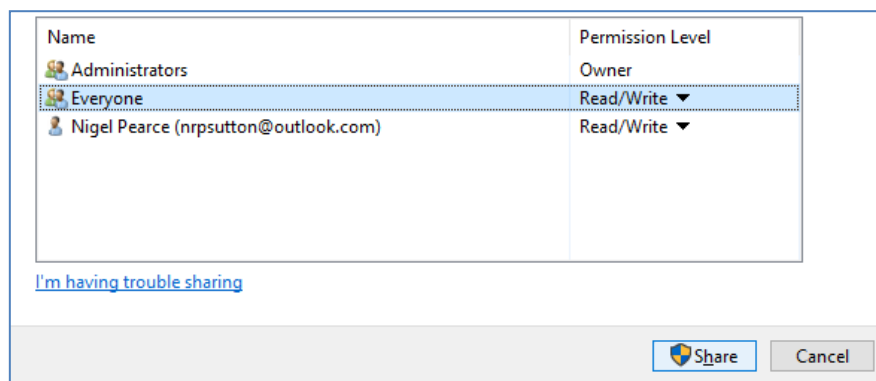 Name Permission Level
Administrators Owner
Everyone Read/Write
Nigel Pearce (nrpsutton@outlook.com) Read/Write
I'm having trouble sharing
Share Cancel